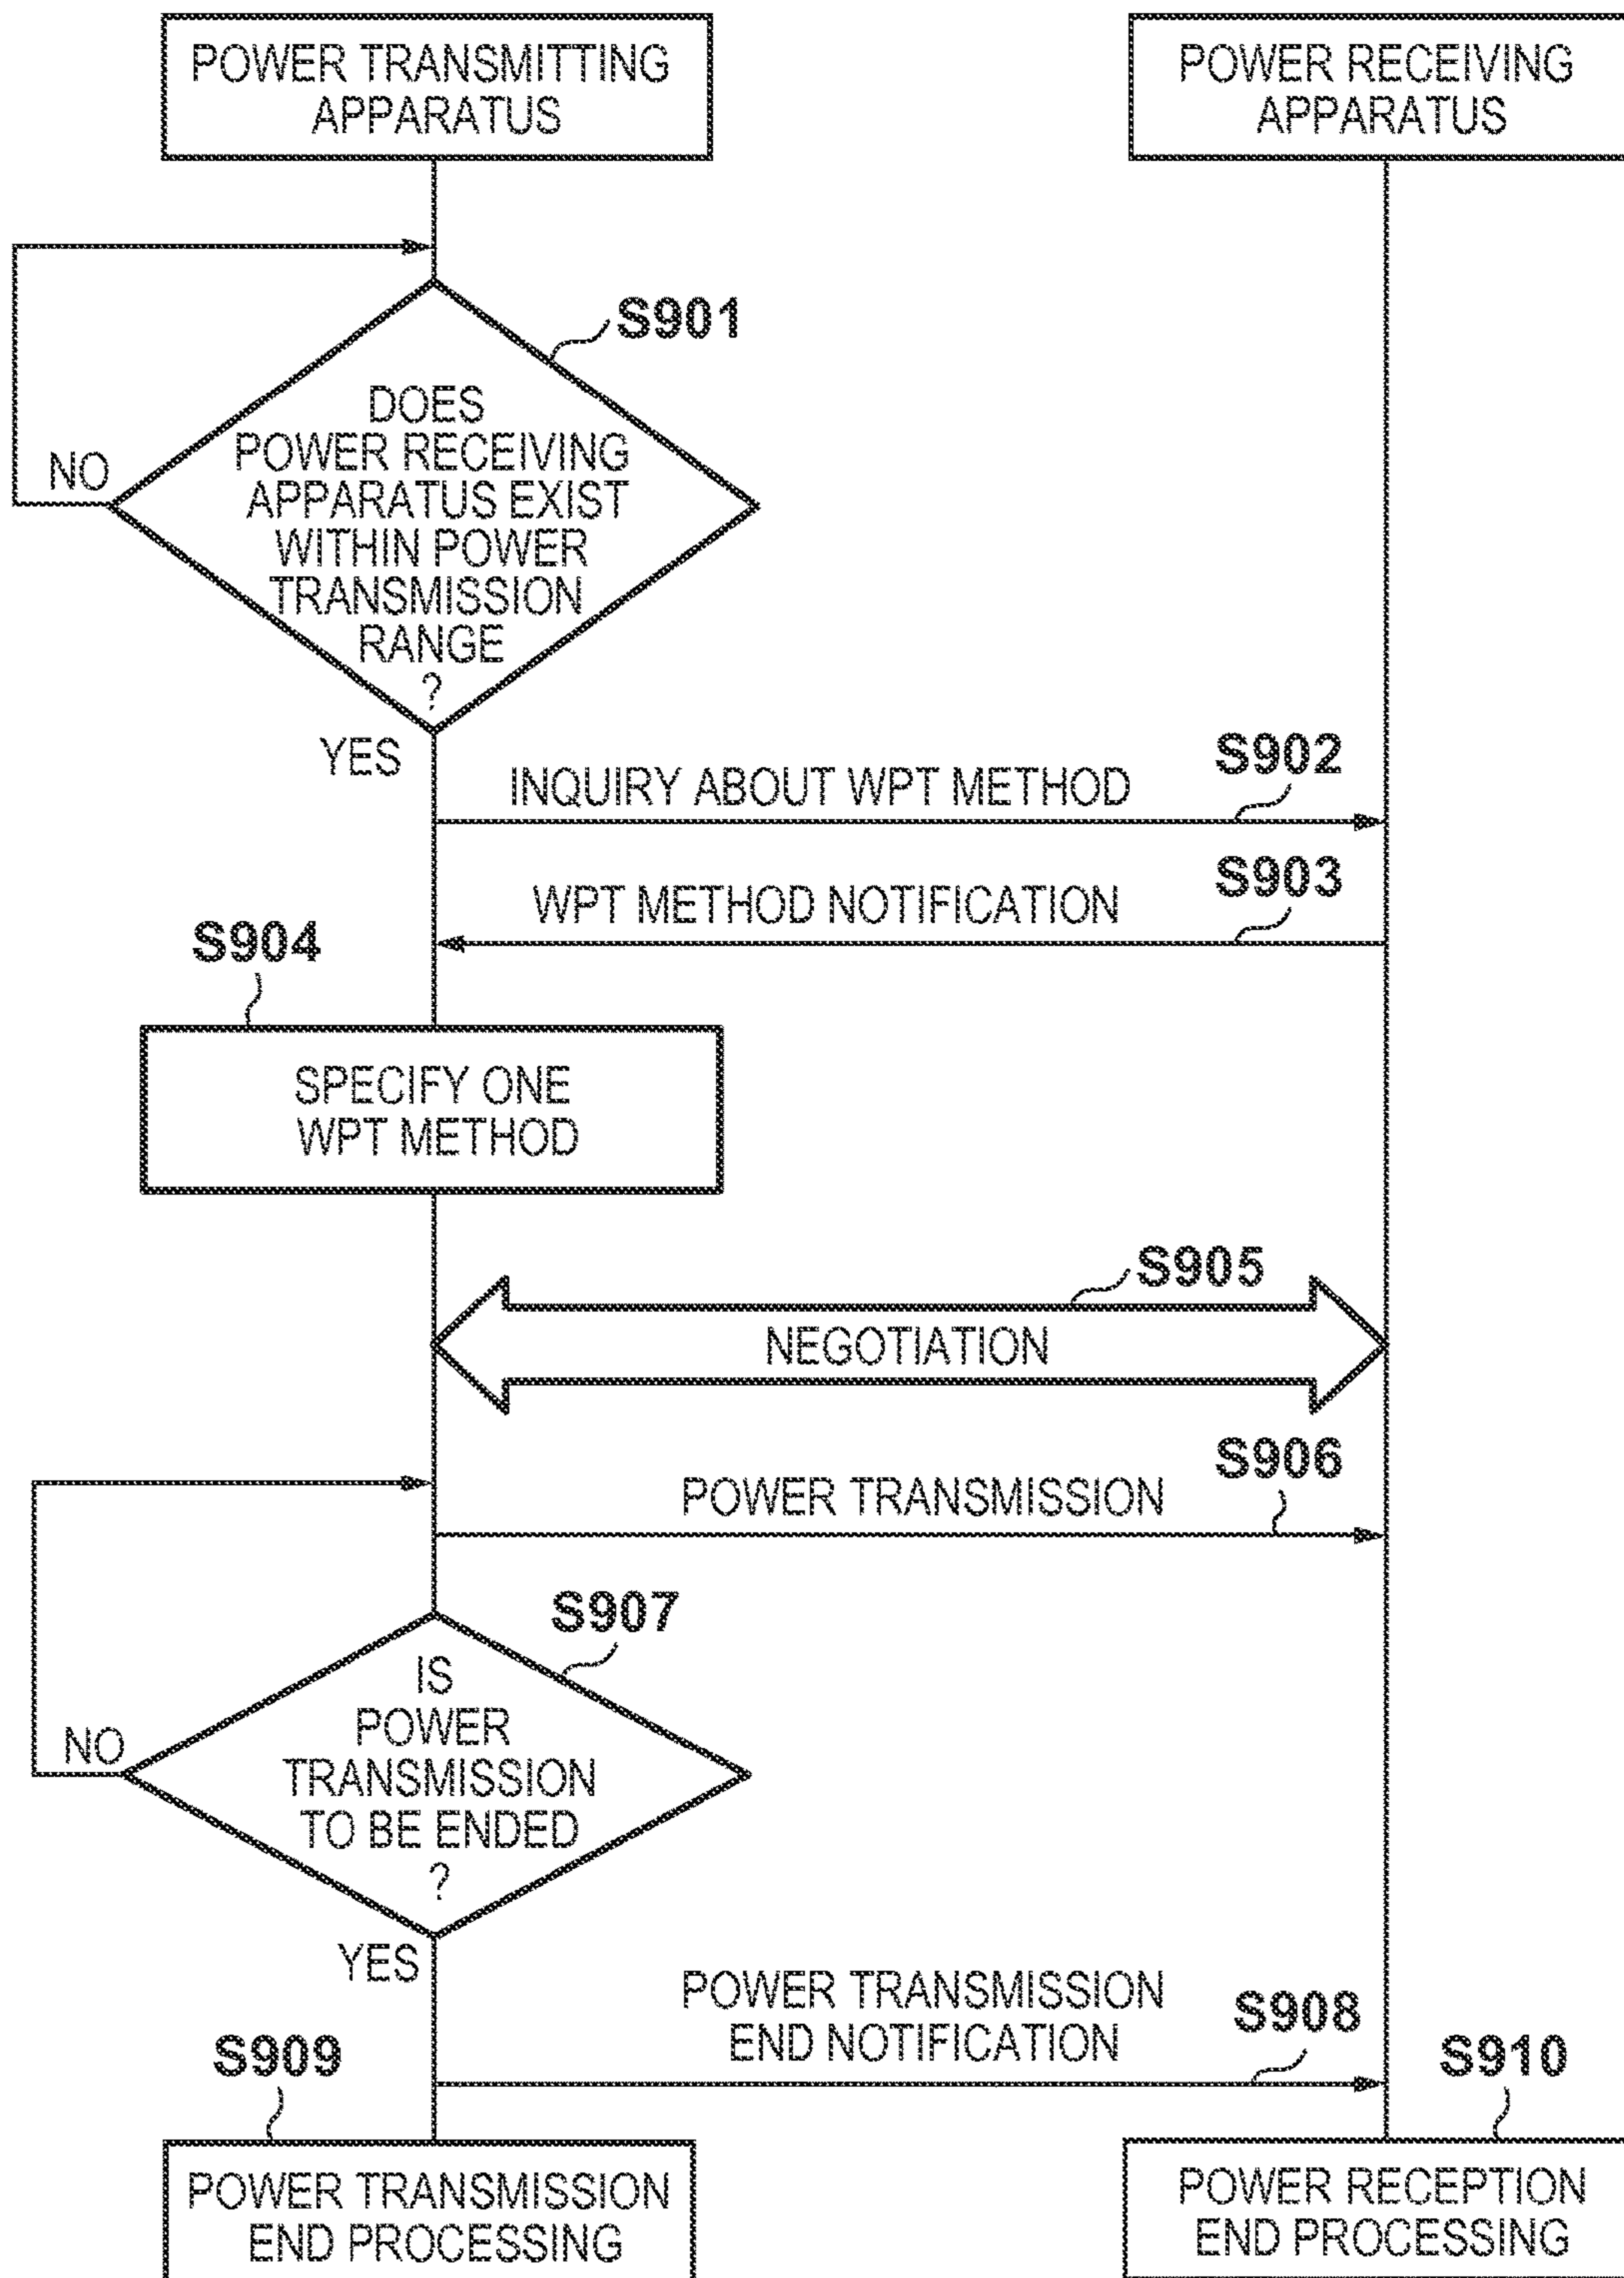 POWER TRANSMITTING
APPARATUS
POWER RECEIVING
APPARATUS
S901
DOES
POWER RECEIVING
APPARATUS EXIST
WITHIN POWER
TRANSMISSION
RANGE
?
NO
YES
S902
INQUIRY ABOUT WPT METHOD
S903
WPT METHOD NOTIFICATION
S904
SPECIFY ONE
WPT METHOD
S905
NEGOTIATION
S906
POWER TRANSMISSION
S907
IS
POWER
TRANSMISSION
TO BE ENDED
?
NO
YES
POWER TRANSMISSION
END NOTIFICATION
S908
S909
S910
POWER TRANSMISSION
END PROCESSING
POWER RECEPTION
END PROCESSING